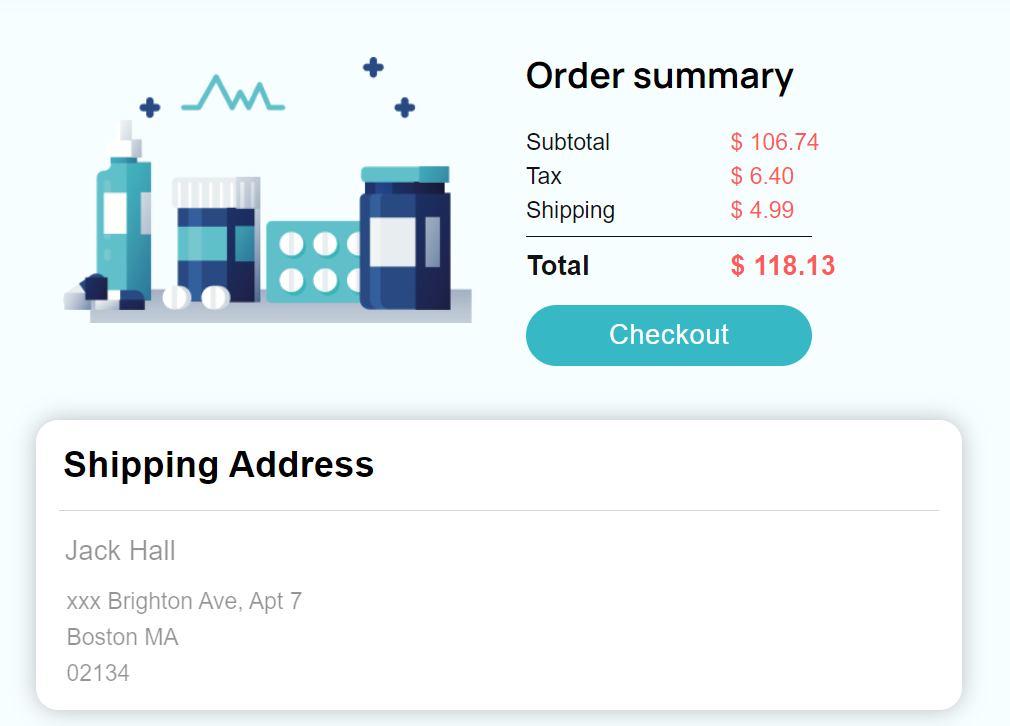 Order summary
Subtotal $ 106.74
Tax $ 6.40
Shipping $ 4.99
Total $ 118.13
Checkout
Shipping Address
Jack Hall
xxx Brighton Ave, Apt 7
Boston MA
02134